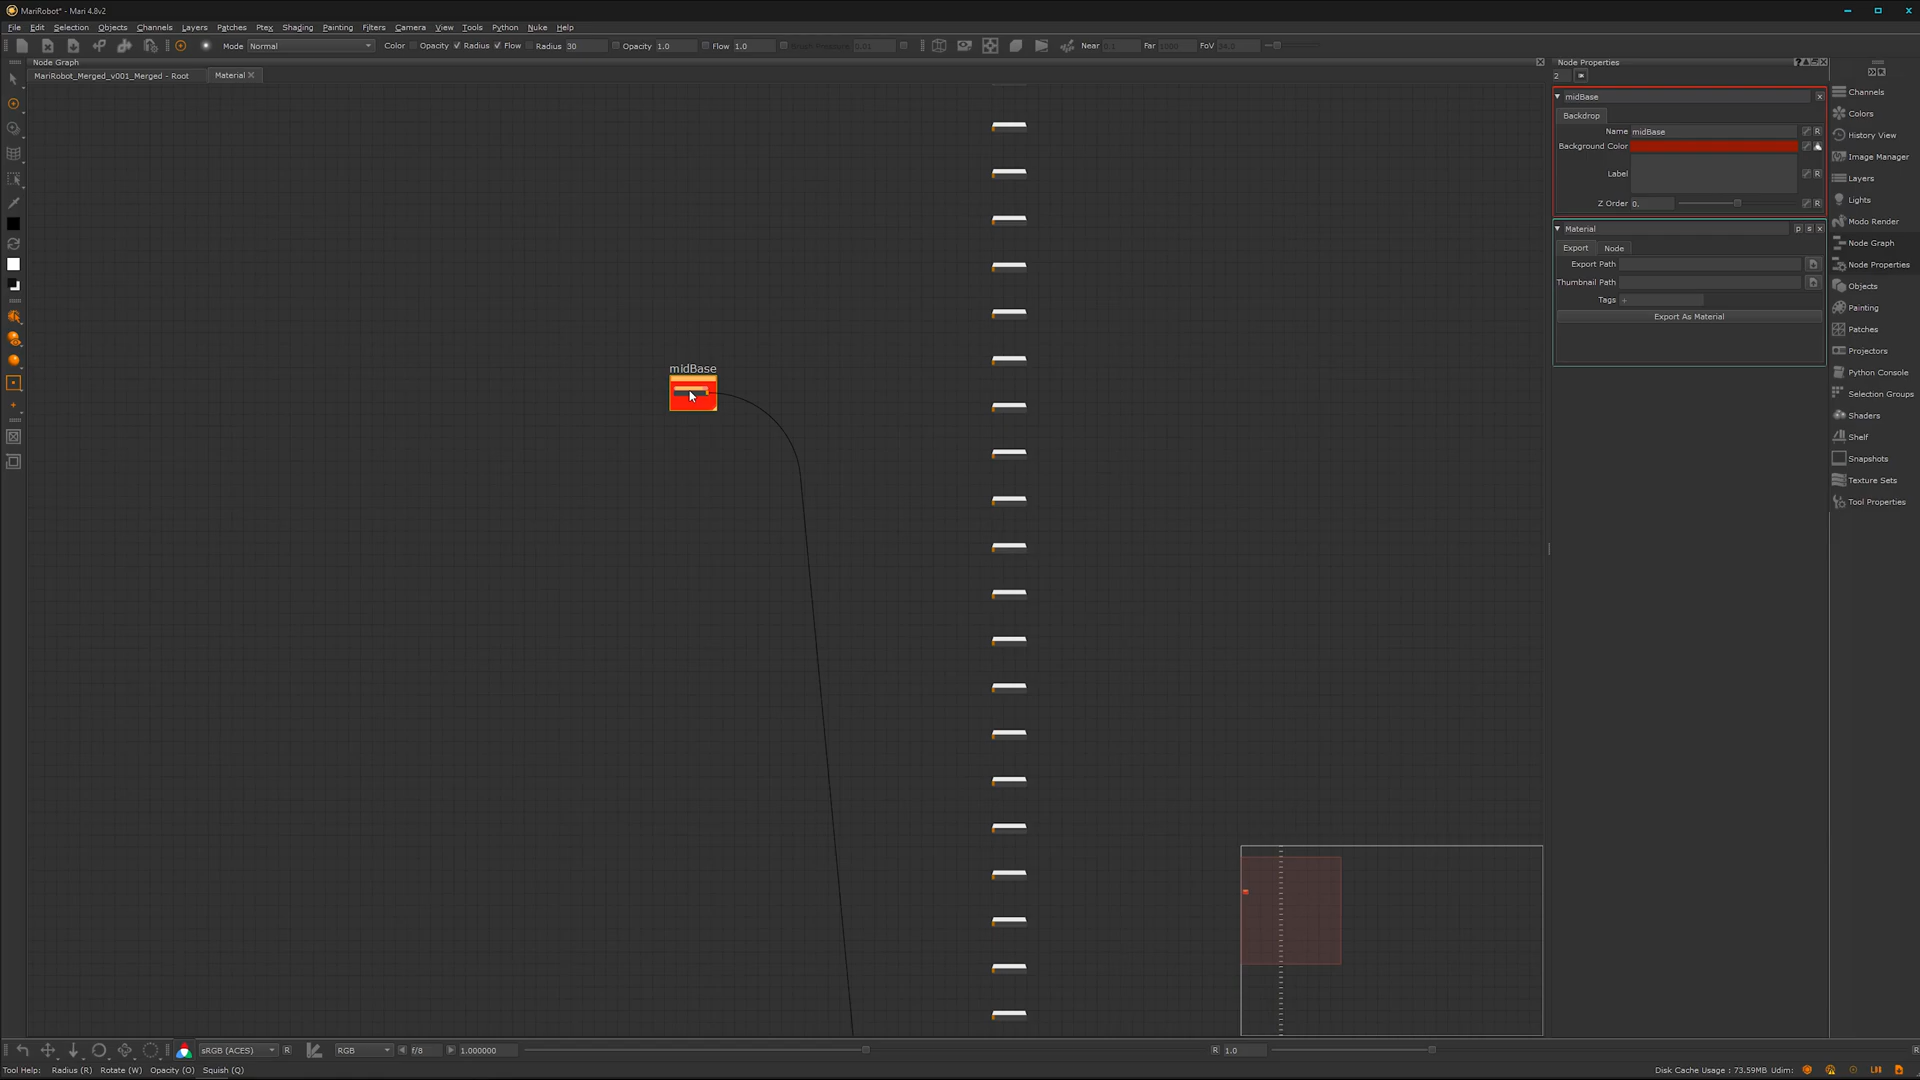 MariRobot* - Mari 4.8v2
File Edit Selection Objects Channels Layers Patches Ptex Shading Painting Filters Camera View Tools Python Nuke Help
Mode Normal Color Opacity Radius Flow Radius 30 Opacity 1.0 Flow 1.0 Near 0.1 Far 1000 FoV 24.0
Node Graph
MariRobot_Merged_v001_Merged - Root Material
midBase
Node Properties
2
midBase
Backdrop
Name midBase R
Background Color
Label R
Z Order 0. R
Material p s x
Export Node
Export Path
Thumbnail Path
Tags +
Export As Material
Channels
Colors
History View
Image Manager
Layers
Lights
Modo Render
Node Graph
Node Properties
Objects
Painting
Patches
Projectors
Python Console
Selection Groups
Shaders
Shelf
Snapshots
Texture Sets
Tool Properties
sRGB (ACES) R RGB f/8 1.000000 R 1.0 R
Tool Help: Radius (R) Rotate (W) Opacity (O) Squish (Q) Disk Cache Usage : 73.59MB Udim: